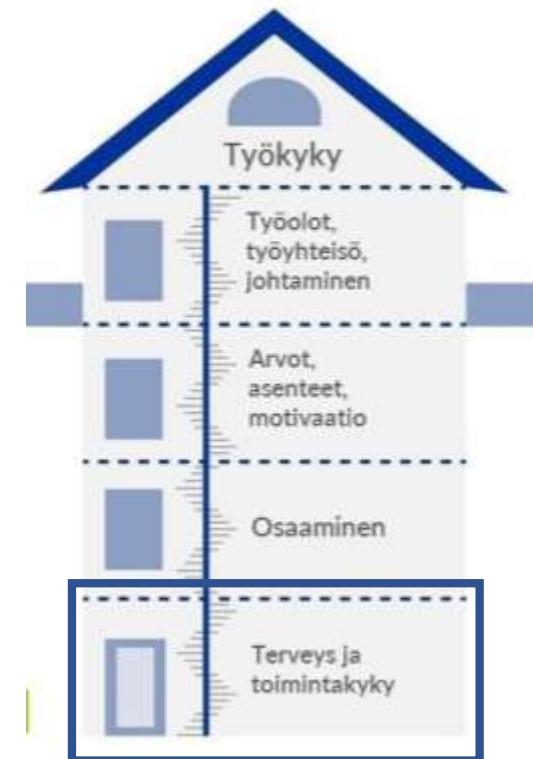 Työkyky
Työolot,
työyhteisö,
johtaminen
Arvot,
asenteet,
motivaatio
Osaaminen
Terveys ja
toimintakyky